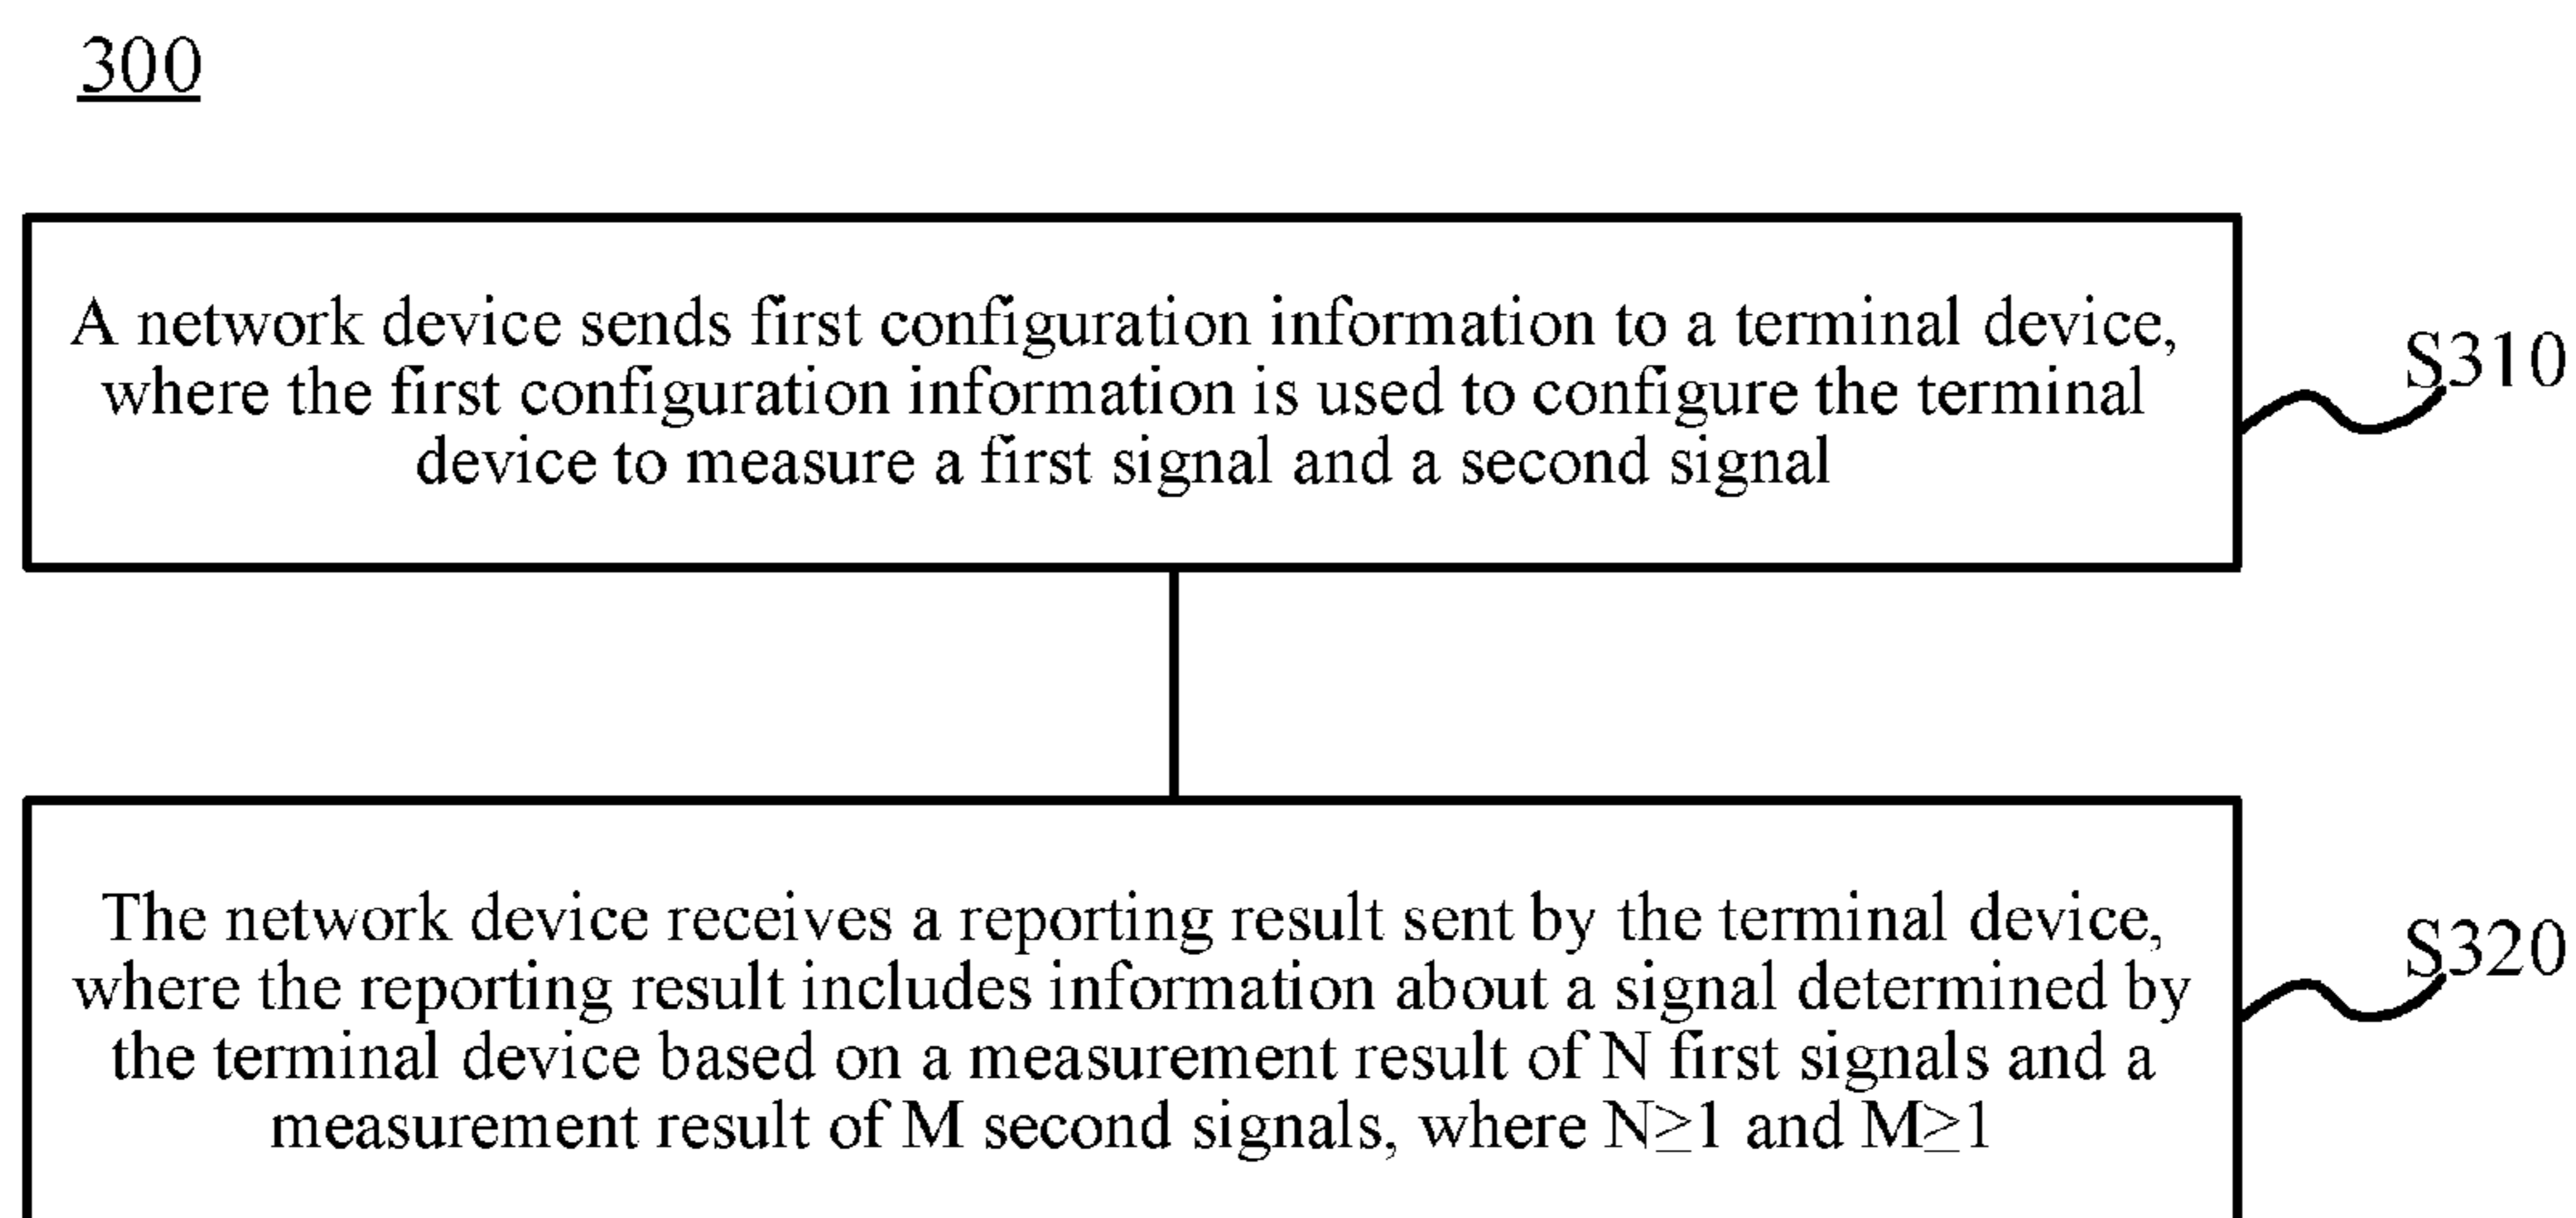 300
A network device sends first configuration information to a terminal device,
where the first configuration information is used to configure the terminal
device to measure a first signal and a second signal
S310
The network device receives a reporting result sent by the terminal device,
where the reporting result includes information about a signal determined by
the terminal device based on a measurement result of N first signals and a
measurement result of M second signals, where N≥1 and M≥1
S320